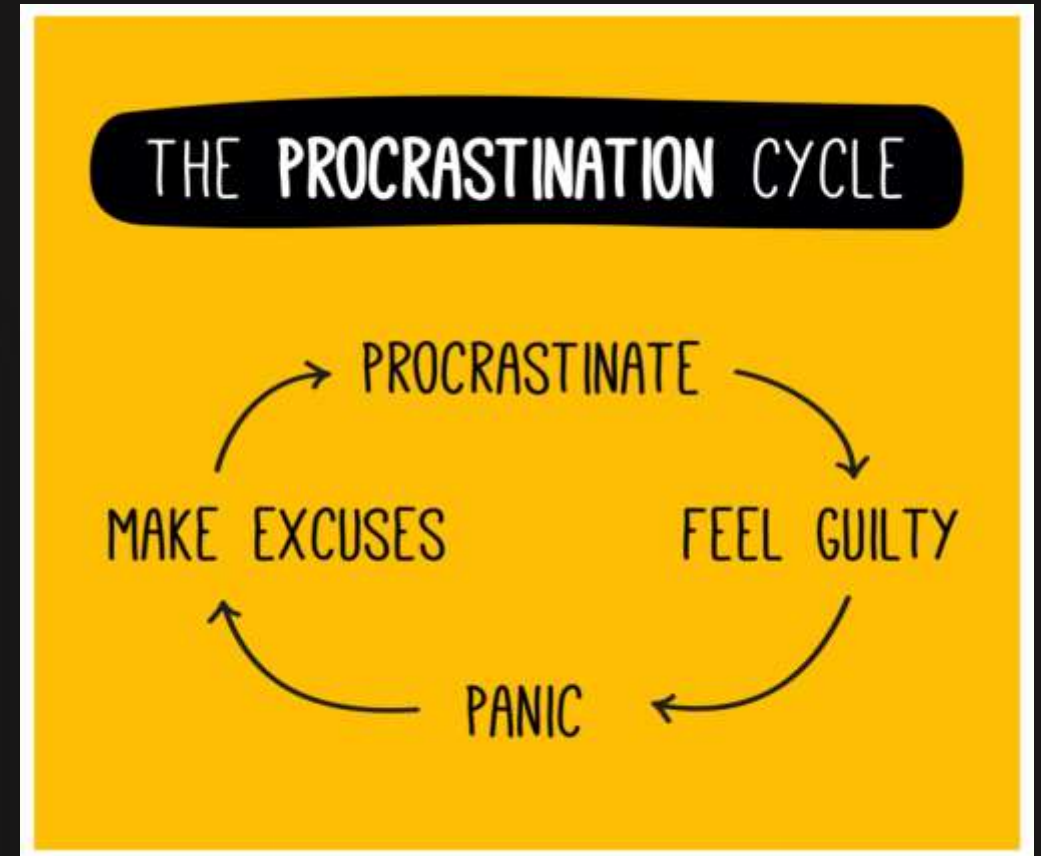 THE PROCRASTINATION CYCLE
PROCRASTINATE
MAKE EXCUSES
FEEL GUILTY
PANIC